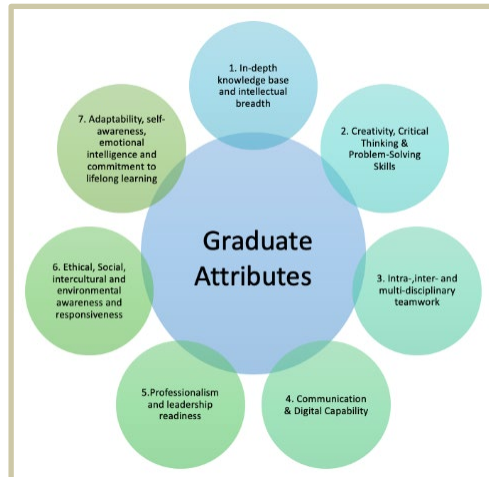 1. In-depth
knowledge base
and intellectual
breadth
2. Creativity, Critical
Thinking &
Problem-Solving
Skills
3. Intra-,inter- and
multi-disciplinary
teamwork
4. Communication
& Digital Capability
5.Professionalism
and leadership
readiness
6. Ethical, Social,
intercultural and
environmental
awareness and
responsiveness
7. Adaptability, self-
awareness,
emotional
intelligence and
commitment to
lifelong learning
Graduate
Attributes